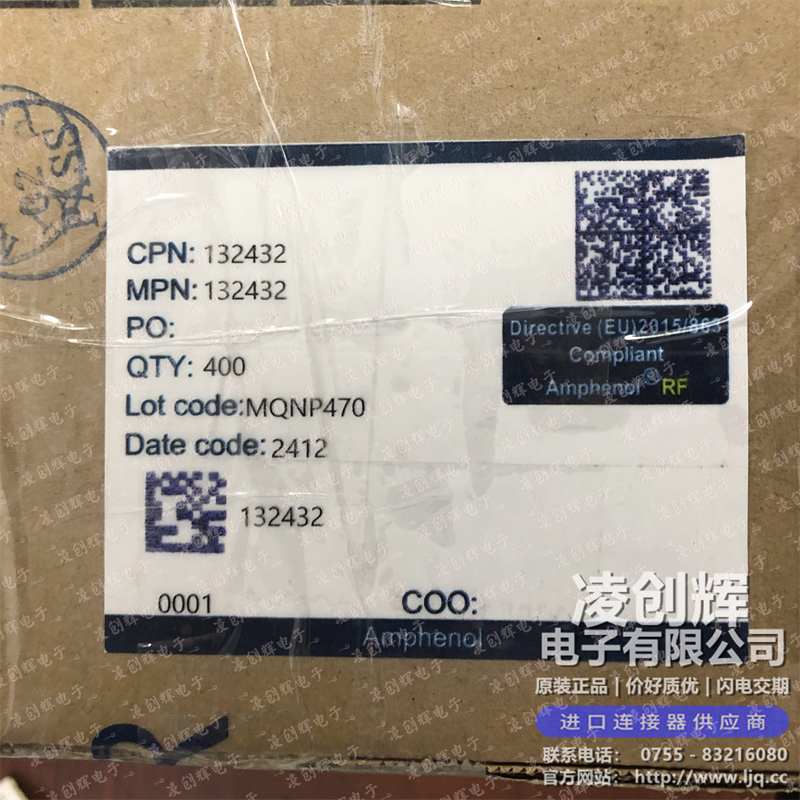 CPN: 132432
MPN: 132432
PO:
QTY: 400
Lot code:MQNP470
Date code: 2412
132432
0001
COO:
Directive (EU)2015/863
Compliant
Amphenol® RF
Amphenol
凌创辉
电子有限公司
原装正品 | 价好质优 | 闪电交期
进口连接器供应商
联系电话: 0755 - 83216080
官方网站: http://www.ljq.cc
凌创辉电子